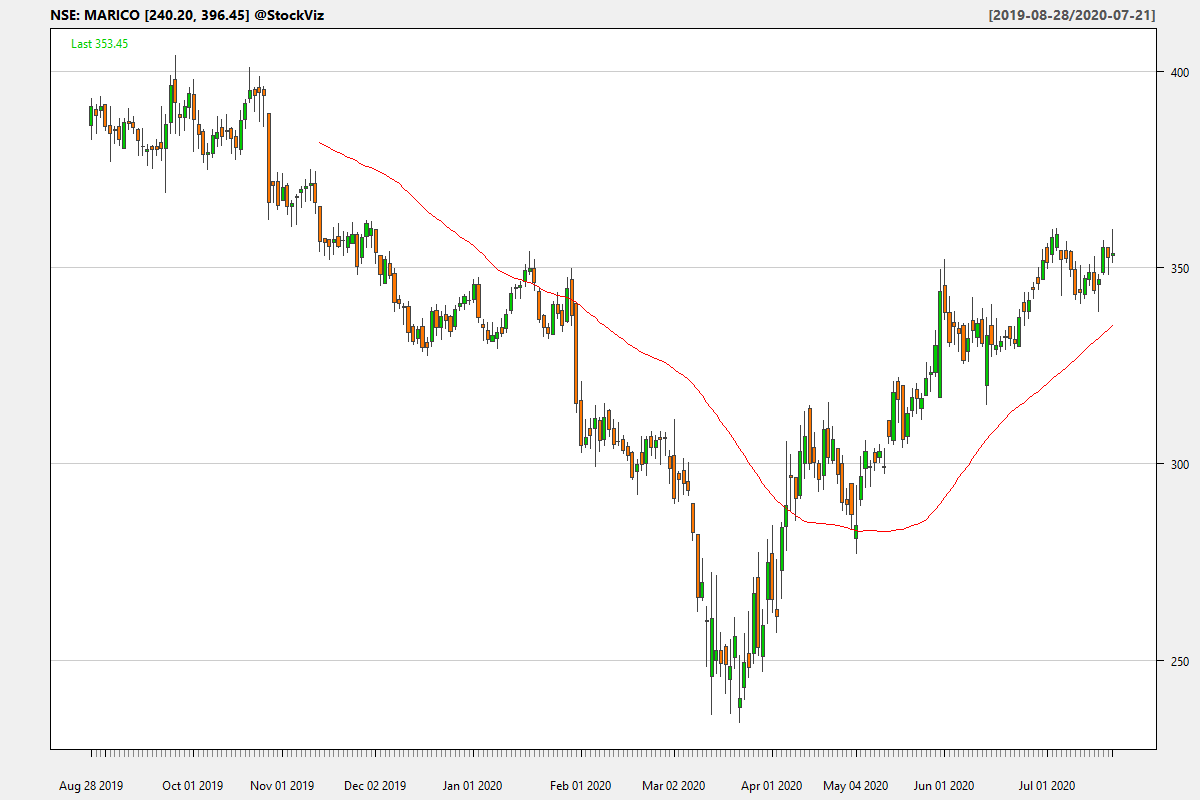 NSE: MARICO [240.20, 396.45] @StockViz
[2019-08-28/2020-07-21]
Last 353.45
400
350
300
250
Aug 28 2019
Oct 01 2019
Nov 01 2019
Dec 02 2019
Jan 01 2020
Feb 02 2020
Mar 02 2020
Apr 01 2020
May 04 2020
Jun 01 2020
Jul 01 2020